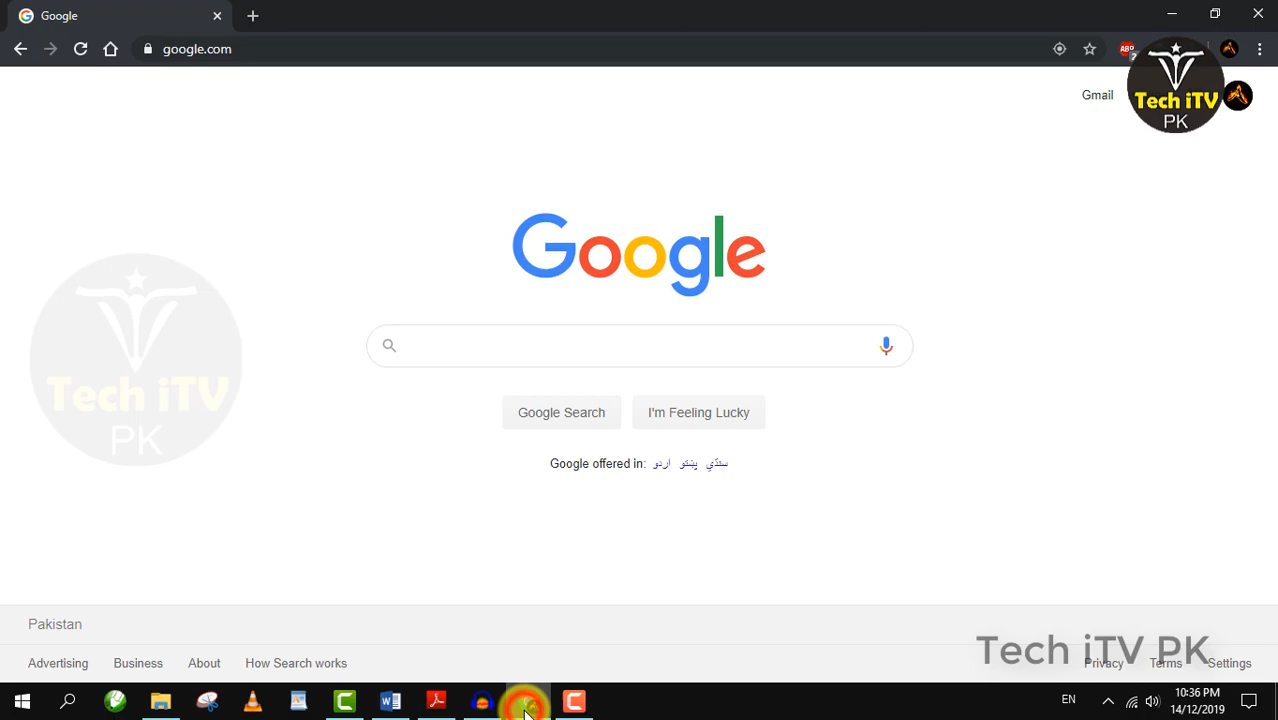 Google
google.com
ABP
2
Gmail
Tech iTV
PK
Google
Tech iTV
PK
Google Search
I'm Feeling Lucky
Google offered in: اردو پښتو سنڌي
Pakistan
Advertising
Business
About
How Search works
Privacy
Terms
Settings
Tech iTV PK
EN
10:36 PM
14/12/2019